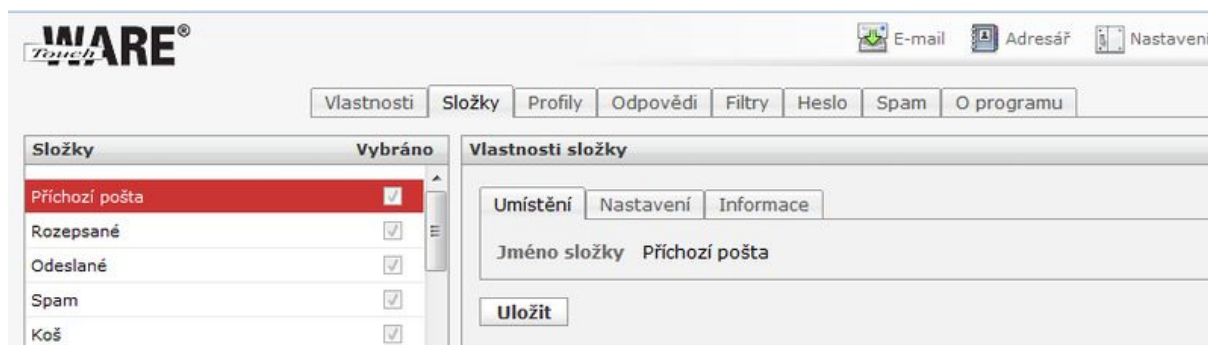 Touch WARE®
E-mail Adresář Nastavení
Vlastnosti Složky Profily Odpovědi Filtry Heslo Spam O programu
Složky Vybráno
Příchozí pošta
Rozepsané
Odeslané
Spam
Koš
Vlastnosti složky
Umístění Nastavení Informace
Jméno složky Příchozí pošta
Uložit